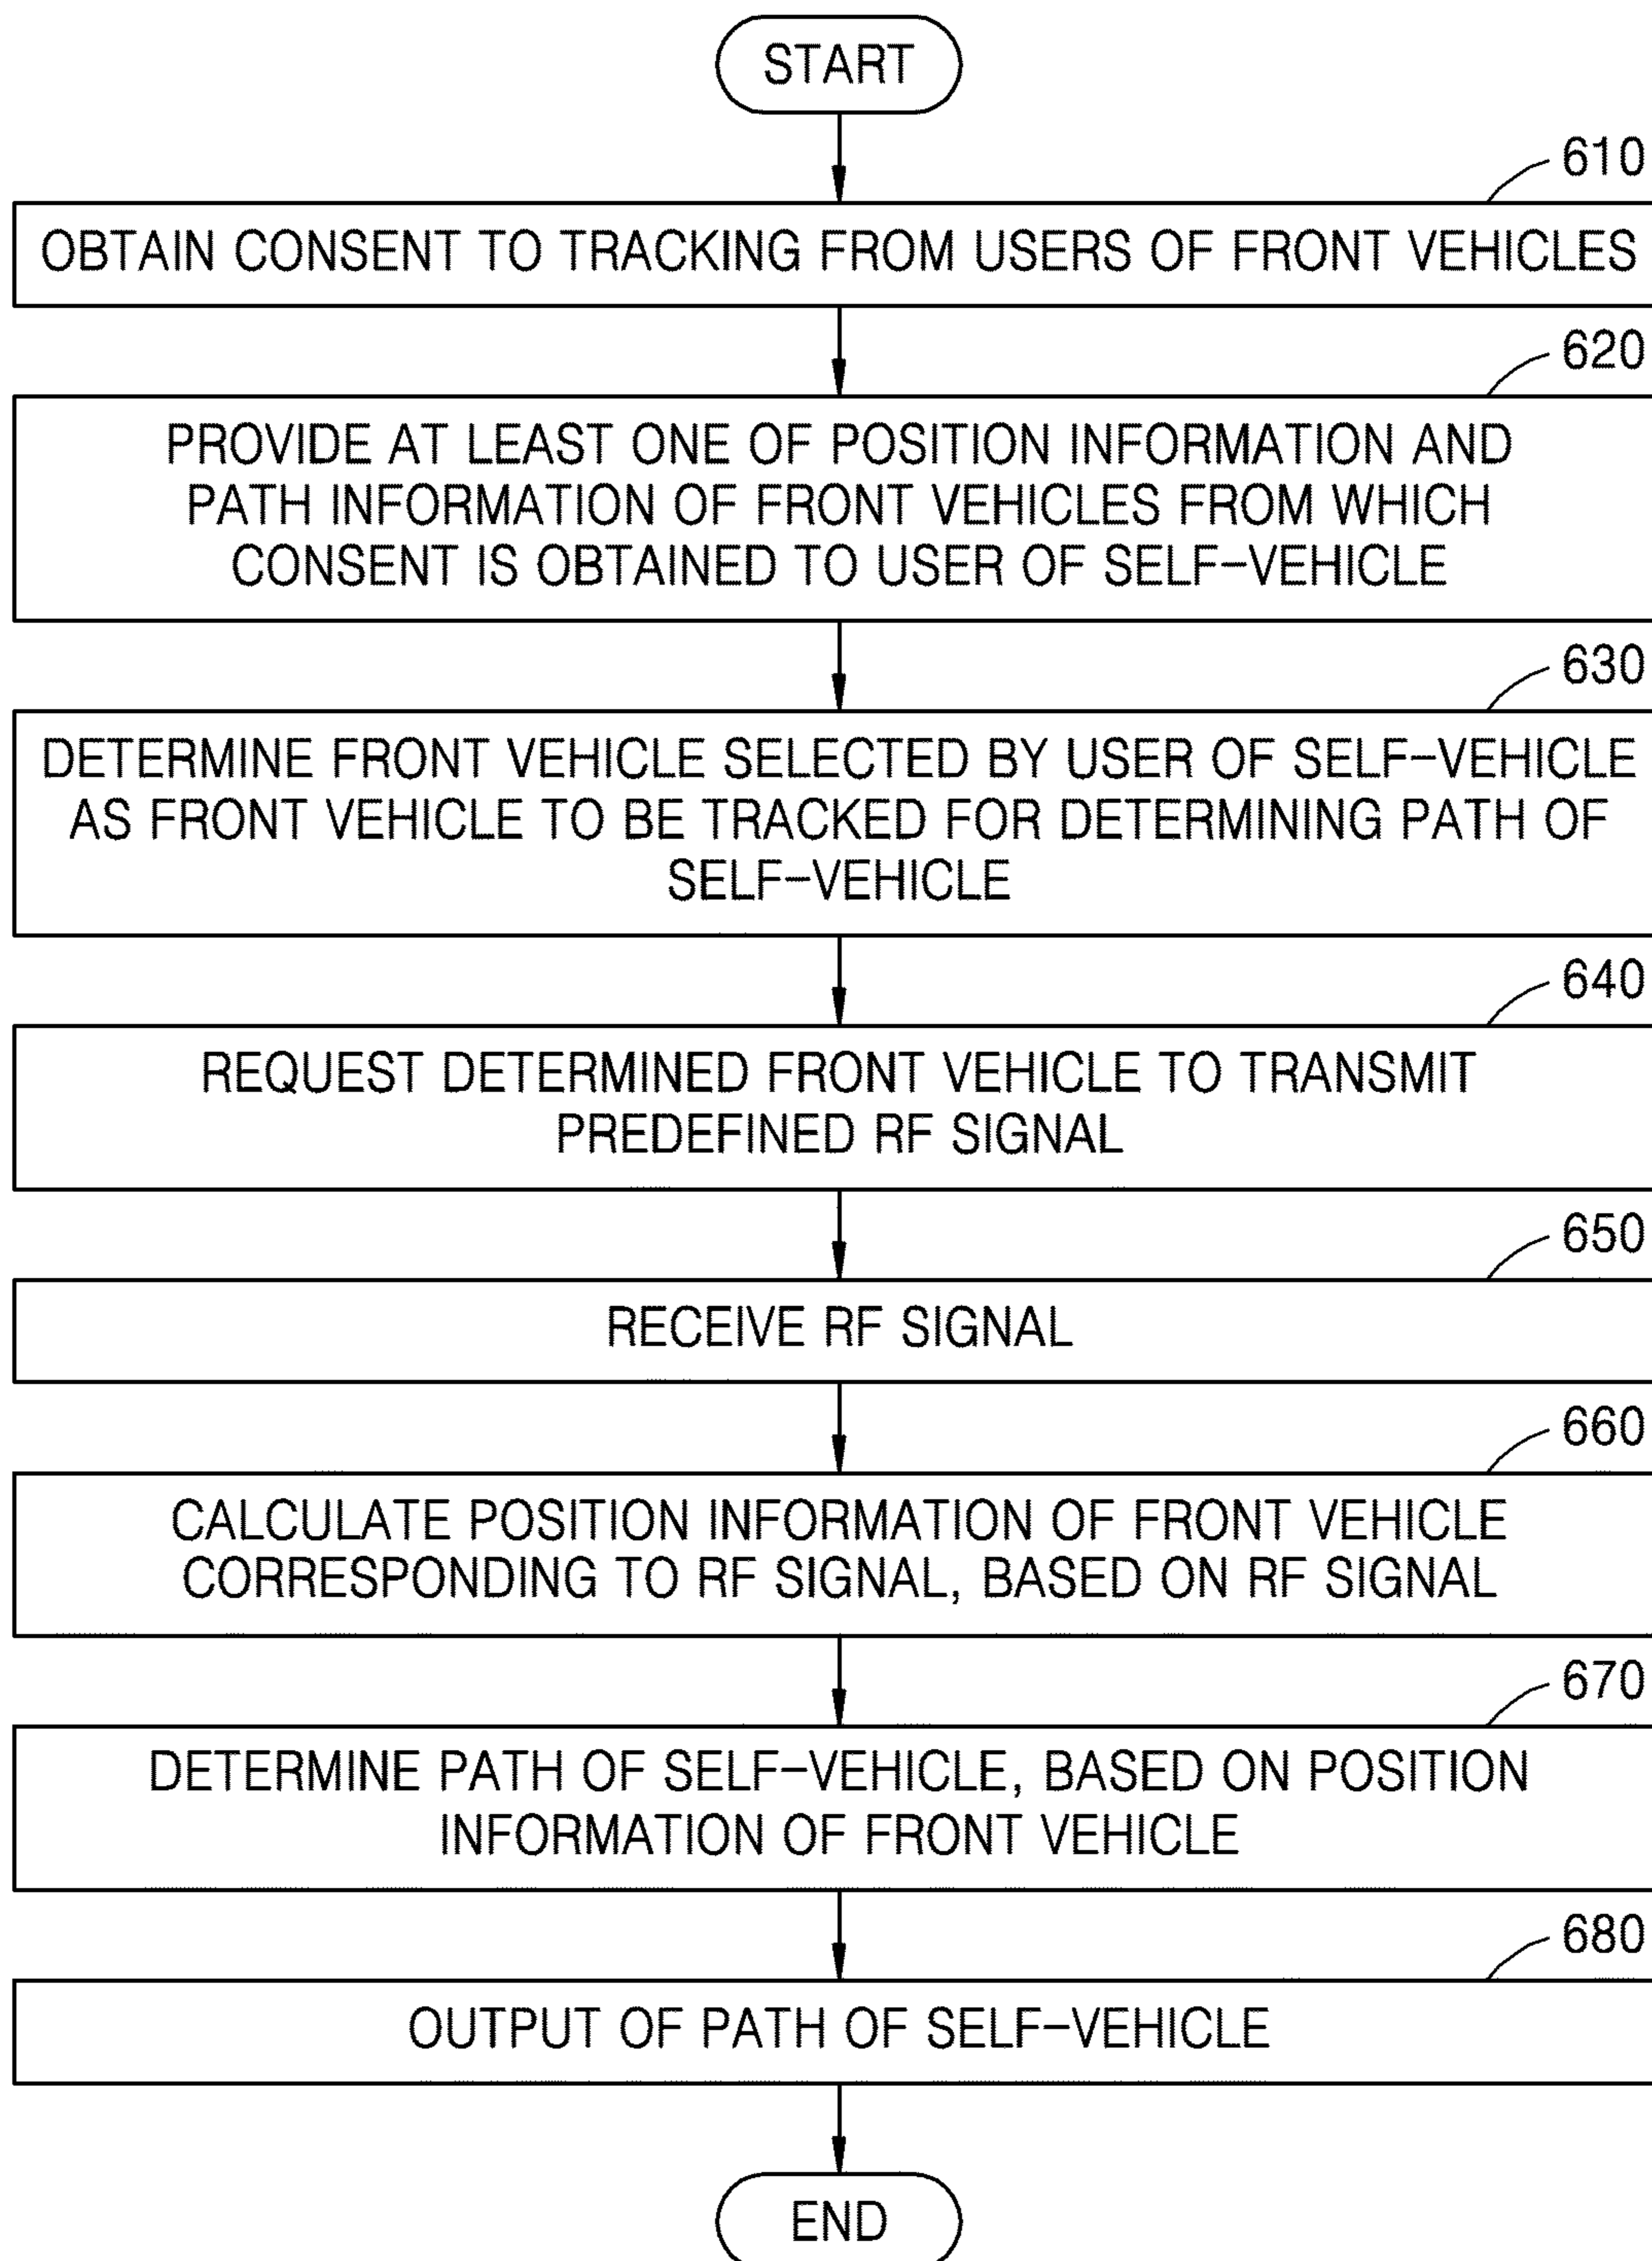 START
610
OBTAIN CONSENT TO TRACKING FROM USERS OF FRONT VEHICLES
620
PROVIDE AT LEAST ONE OF POSITION INFORMATION AND
PATH INFORMATION OF FRONT VEHICLES FROM WHICH
CONSENT IS OBTAINED TO USER OF SELF-VEHICLE
630
DETERMINE FRONT VEHICLE SELECTED BY USER OF SELF-VEHICLE
AS FRONT VEHICLE TO BE TRACKED FOR DETERMINING PATH OF
SELF-VEHICLE
640
REQUEST DETERMINED FRONT VEHICLE TO TRANSMIT
PREDEFINED RF SIGNAL
650
RECEIVE RF SIGNAL
660
CALCULATE POSITION INFORMATION OF FRONT VEHICLE
CORRESPONDING TO RF SIGNAL, BASED ON RF SIGNAL
670
DETERMINE PATH OF SELF-VEHICLE, BASED ON POSITION
INFORMATION OF FRONT VEHICLE
680
OUTPUT OF PATH OF SELF-VEHICLE
END